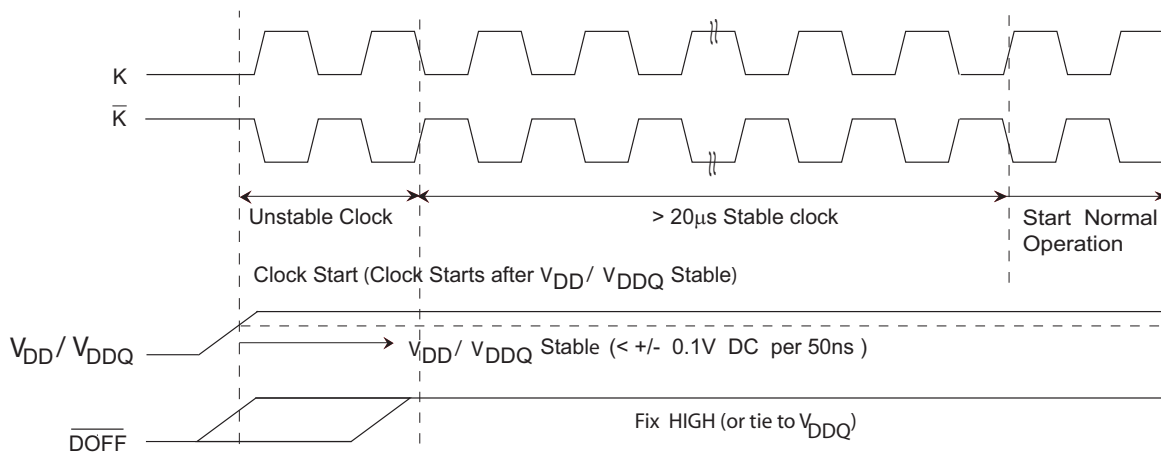 K
K̅
Unstable Clock
> 20μs Stable clock
Start Normal
Operation
Clock Start (Clock Starts after VDD/ VDDQ Stable)
VDD/ VDDQ
VDD/ VDDQ Stable (< +/- 0.1V DC per 50ns )
D̅O̅F̅F̅
Fix HIGH (or tie to VDDQ)